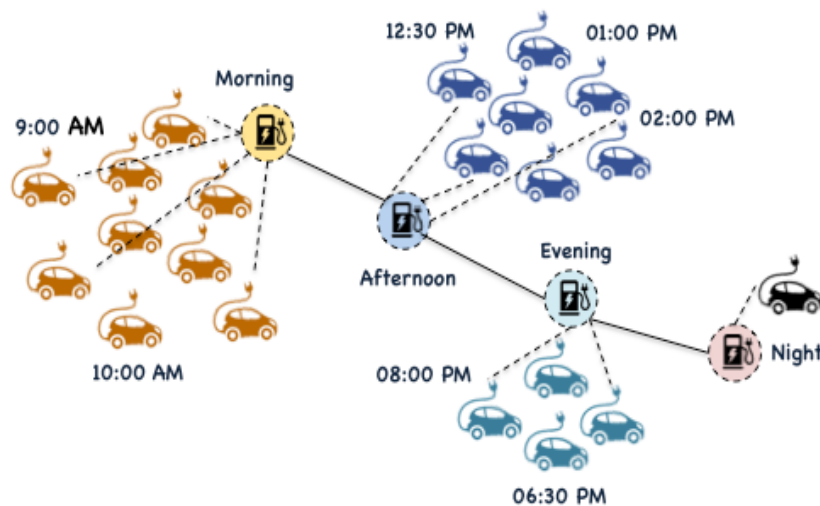 12:30 PM
01:00 PM
Morning
9:00 AM
02:00 PM
Evening
Afternoon
Night
08:00 PM
10:00 AM
06:30 PM